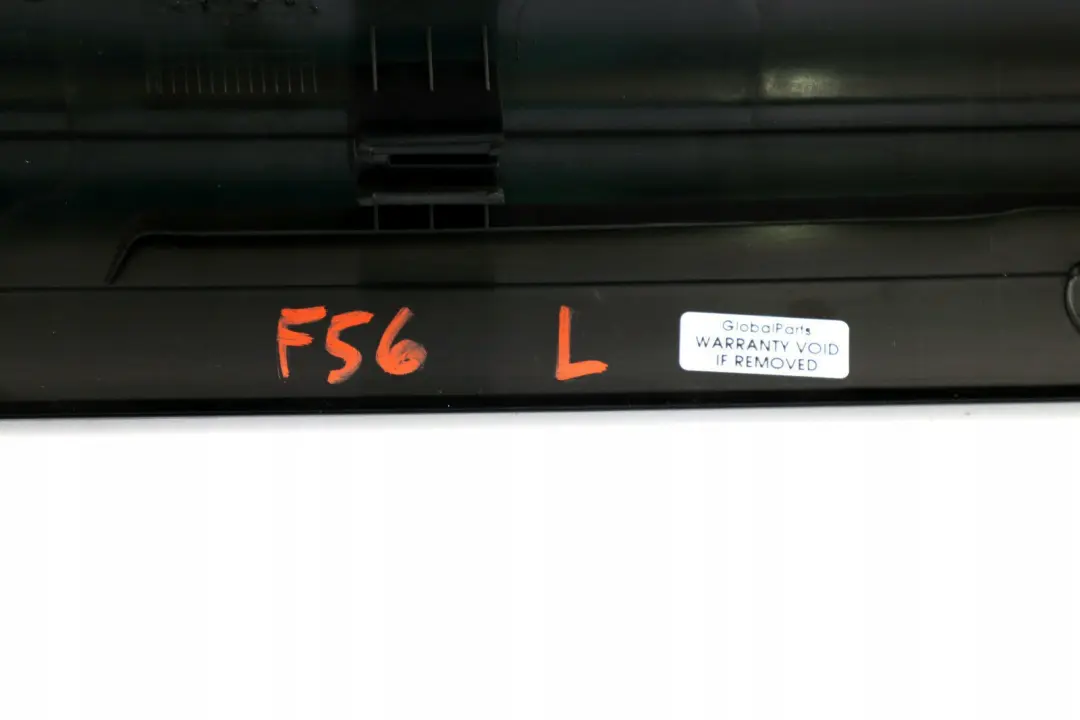 F56 L
GlobalParts
WARRANTY VOID
IF REMOVED